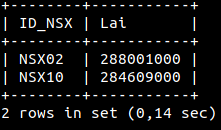 +--------+-----------+
| ID_NSX | Lai       |
+--------+-----------+
| NSX02  | 288001000 |
| NSX10  | 284609000 |
+--------+-----------+
2 rows in set (0,14 sec)